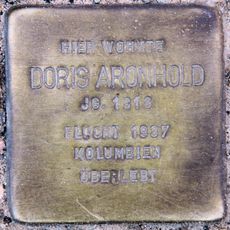 HIER WOHNTE
DORIS ARONHOLD
JG. 1918
FLUCHT 1937
KOLUMBIEN
ÜBERLEBT